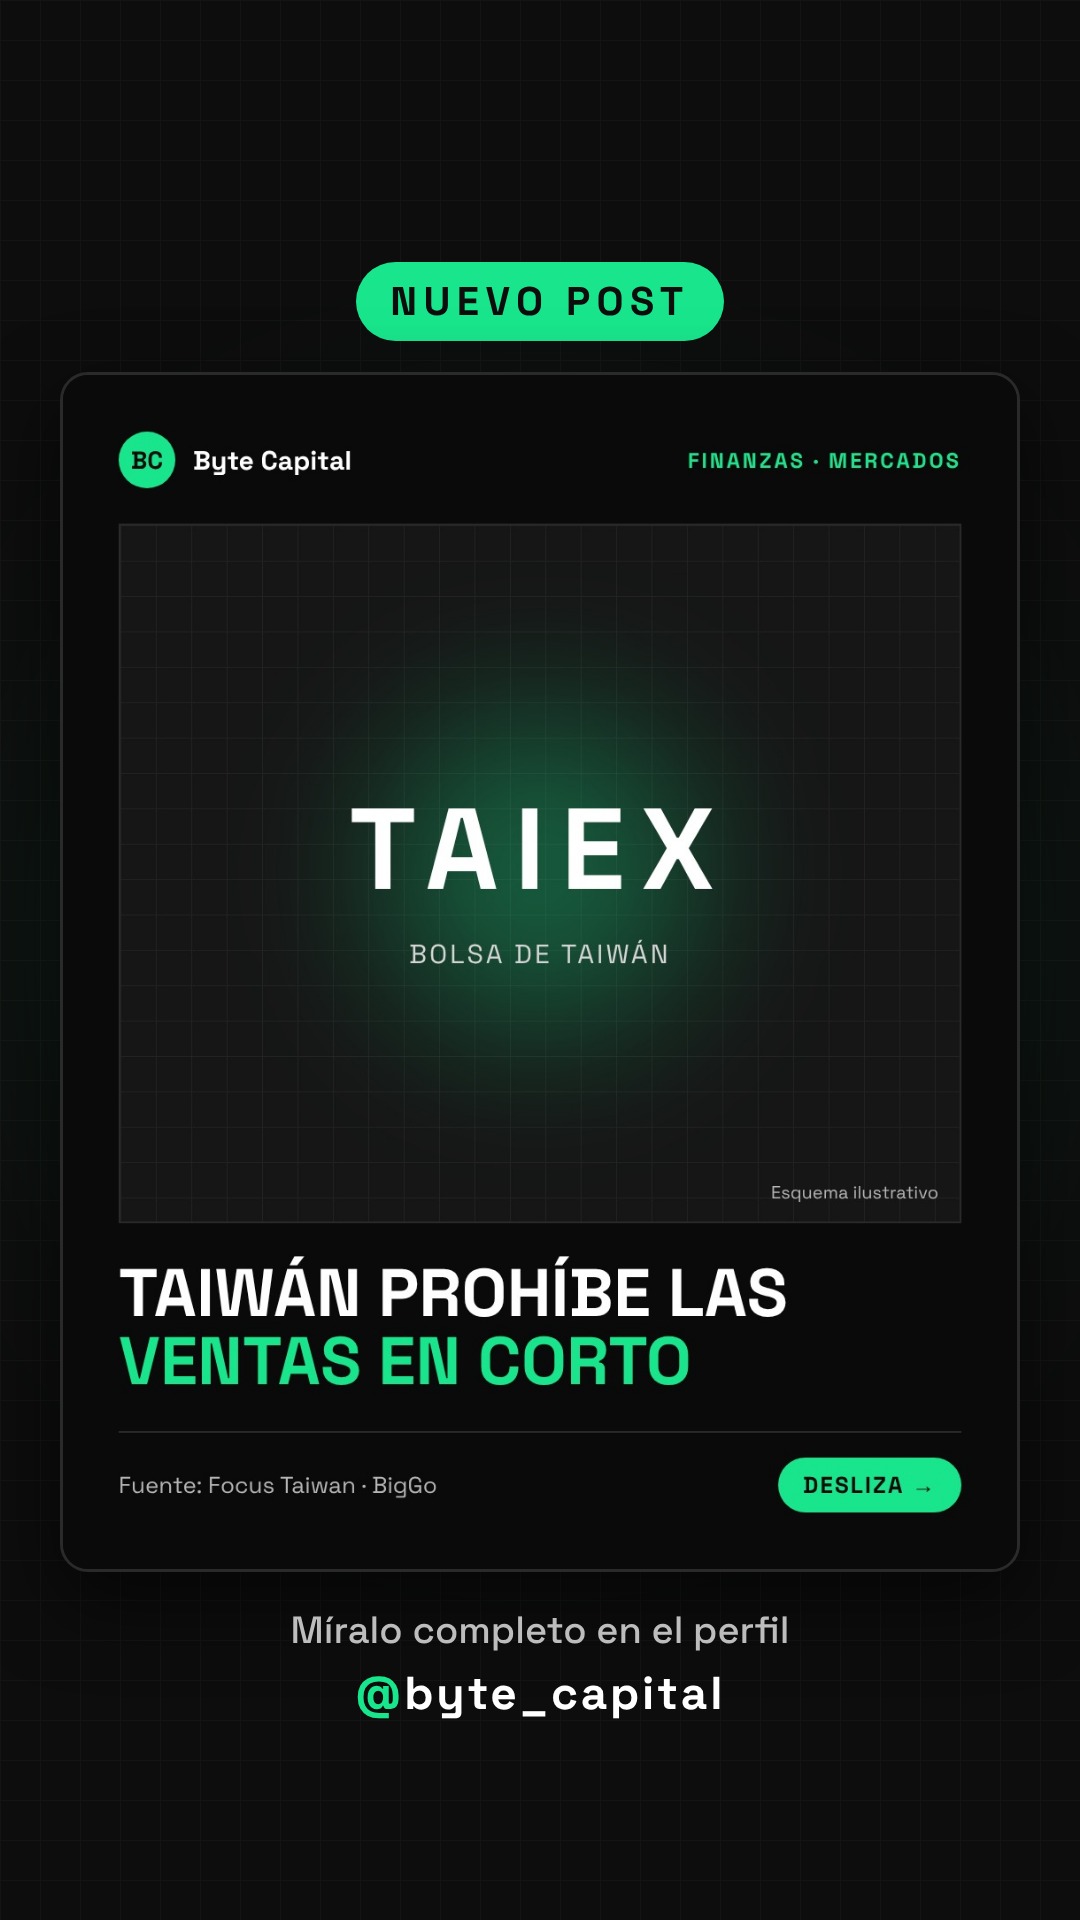 NUEVO POST
BC Byte Capital
FINANZAS · MERCADOS
TAIEX
BOLSA DE TAIWÁN
Esquema ilustrativo
TAIWÁN PROHÍBE LAS
VENTAS EN CORTO
Fuente: Focus Taiwan · BigGo
DESLIZA →
Míralo completo en el perfil
@byte_capital